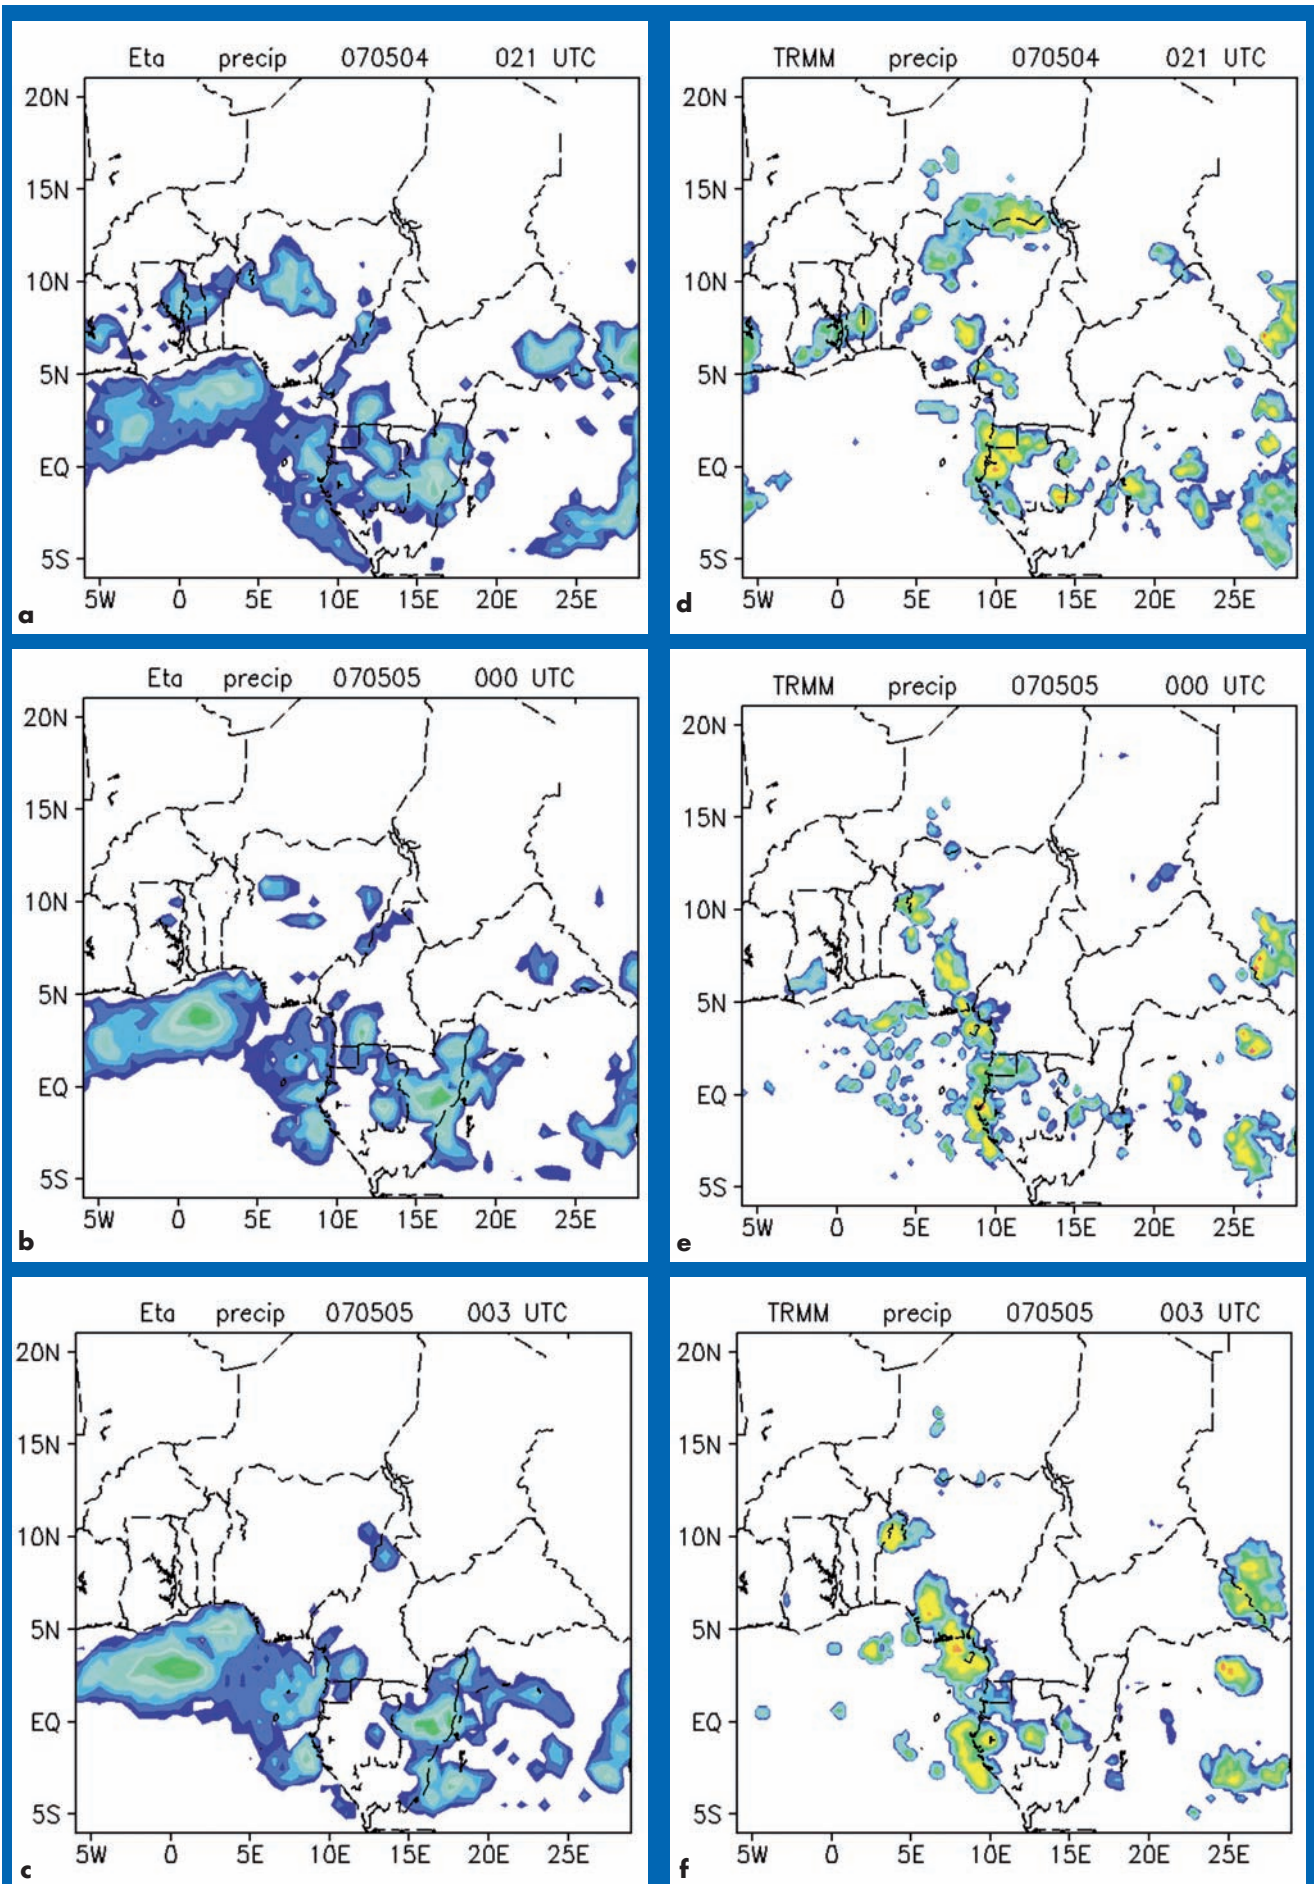 Eta precip 070504 021 UTC
20N
15N
10N
5N
EQ
5S
5W 0 5E 10E 15E 20E 25E
a
TRMM precip 070504 021 UTC
20N
15N
10N
5N
EQ
5S
5W 0 5E 10E 15E 20E 25E
d
Eta precip 070505 000 UTC
20N
15N
10N
5N
EQ
5S
5W 0 5E 10E 15E 20E 25E
b
TRMM precip 070505 000 UTC
20N
15N
10N
5N
EQ
5S
5W 0 5E 10E 15E 20E 25E
e
Eta precip 070505 003 UTC
20N
15N
10N
5N
EQ
5S
5W 0 5E 10E 15E 20E 25E
c
TRMM precip 070505 003 UTC
20N
15N
10N
5N
EQ
5S
5W 0 5E 10E 15E 20E 25E
f